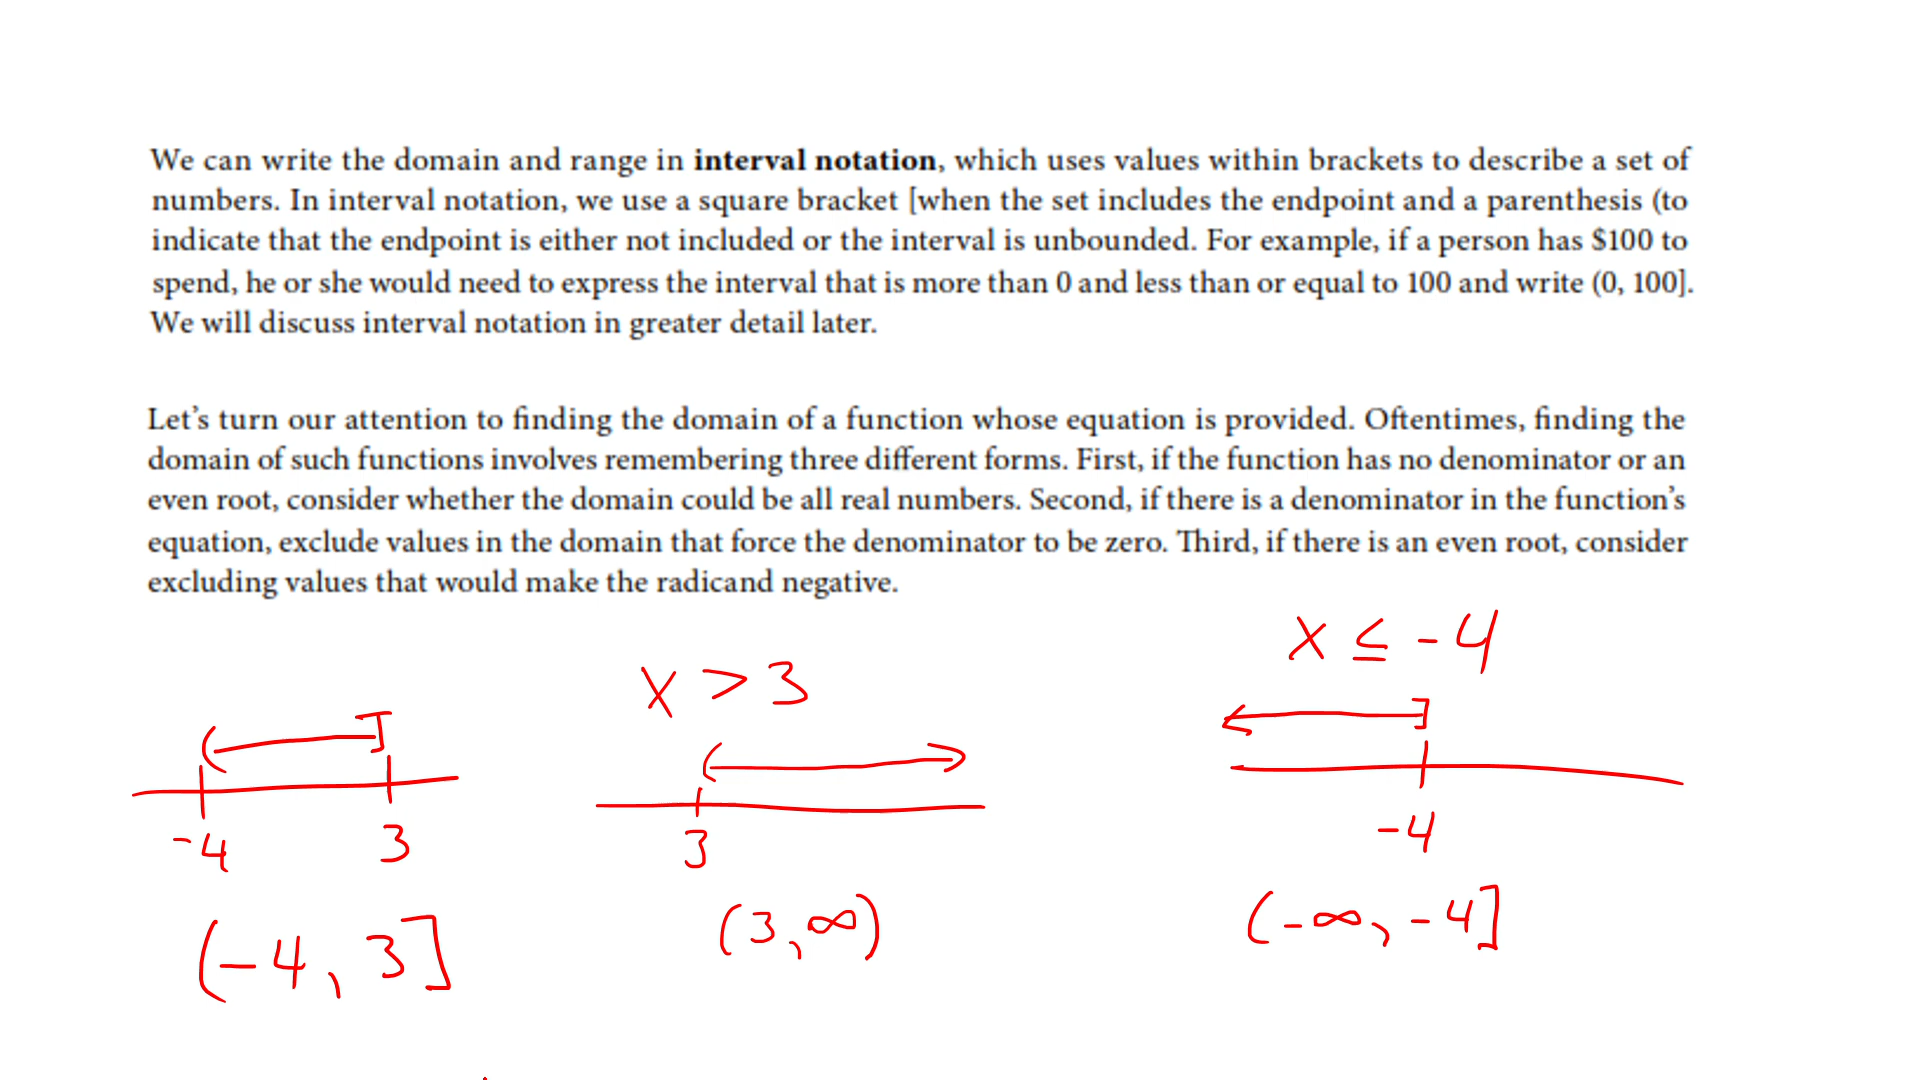 We can write the domain and range in interval notation, which uses values within brackets to describe a set of
numbers. In interval notation, we use a square bracket [when the set includes the endpoint and a parenthesis (to
indicate that the endpoint is either not included or the interval is unbounded. For example, if a person has $100 to
spend, he or she would need to express the interval that is more than 0 and less than or equal to 100 and write (0, 100].
We will discuss interval notation in greater detail later.
Let’s turn our attention to finding the domain of a function whose equation is provided. Oftentimes, finding the
domain of such functions involves remembering three different forms. First, if the function has no denominator or an
even root, consider whether the domain could be all real numbers. Second, if there is a denominator in the function’s
equation, exclude values in the domain that force the denominator to be zero. Third, if there is an even root, consider
excluding values that would make the radicand negative.
( ]
-4 3
(-4, 3]
x > 3
(
3
(3, ∞)
x ≤ -4
]
-4
(-∞, -4]